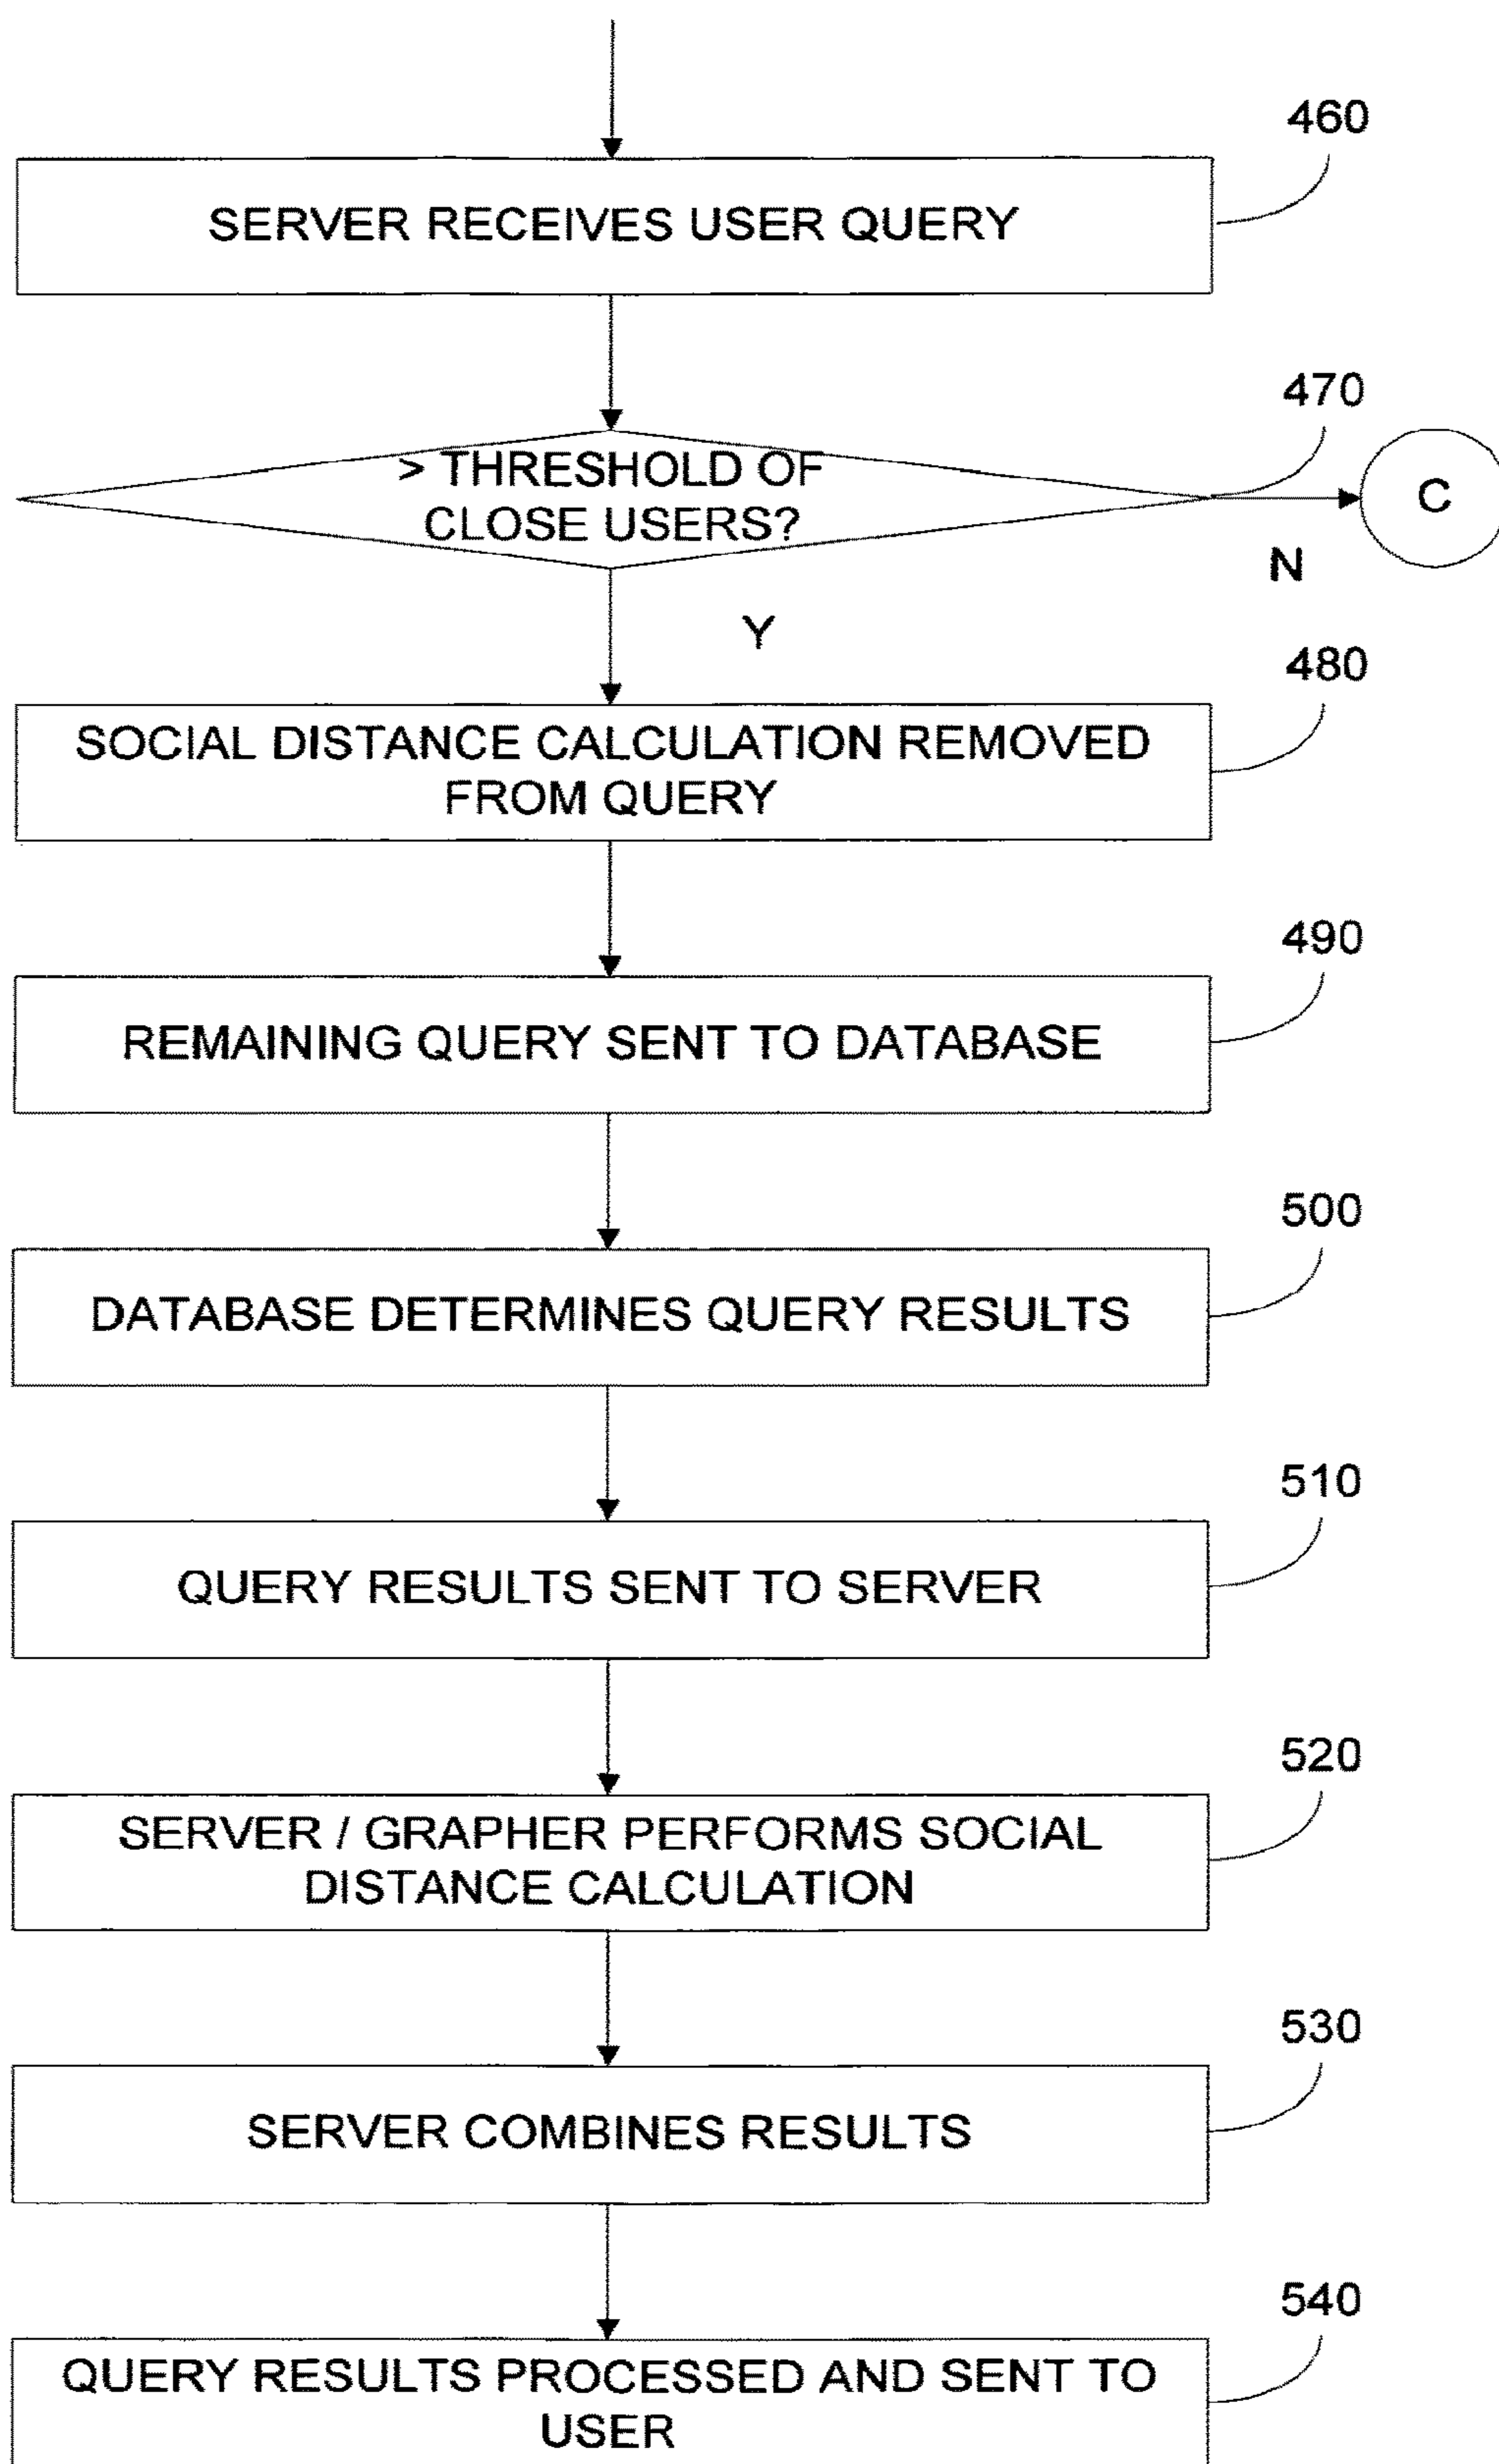 460
SERVER RECEIVES USER QUERY
470
> THRESHOLD OF
CLOSE USERS?
C
N
Y
480
SOCIAL DISTANCE CALCULATION REMOVED
FROM QUERY
490
REMAINING QUERY SENT TO DATABASE
500
DATABASE DETERMINES QUERY RESULTS
510
QUERY RESULTS SENT TO SERVER
520
SERVER / GRAPHER PERFORMS SOCIAL
DISTANCE CALCULATION
530
SERVER COMBINES RESULTS
540
QUERY RESULTS PROCESSED AND SENT TO
USER